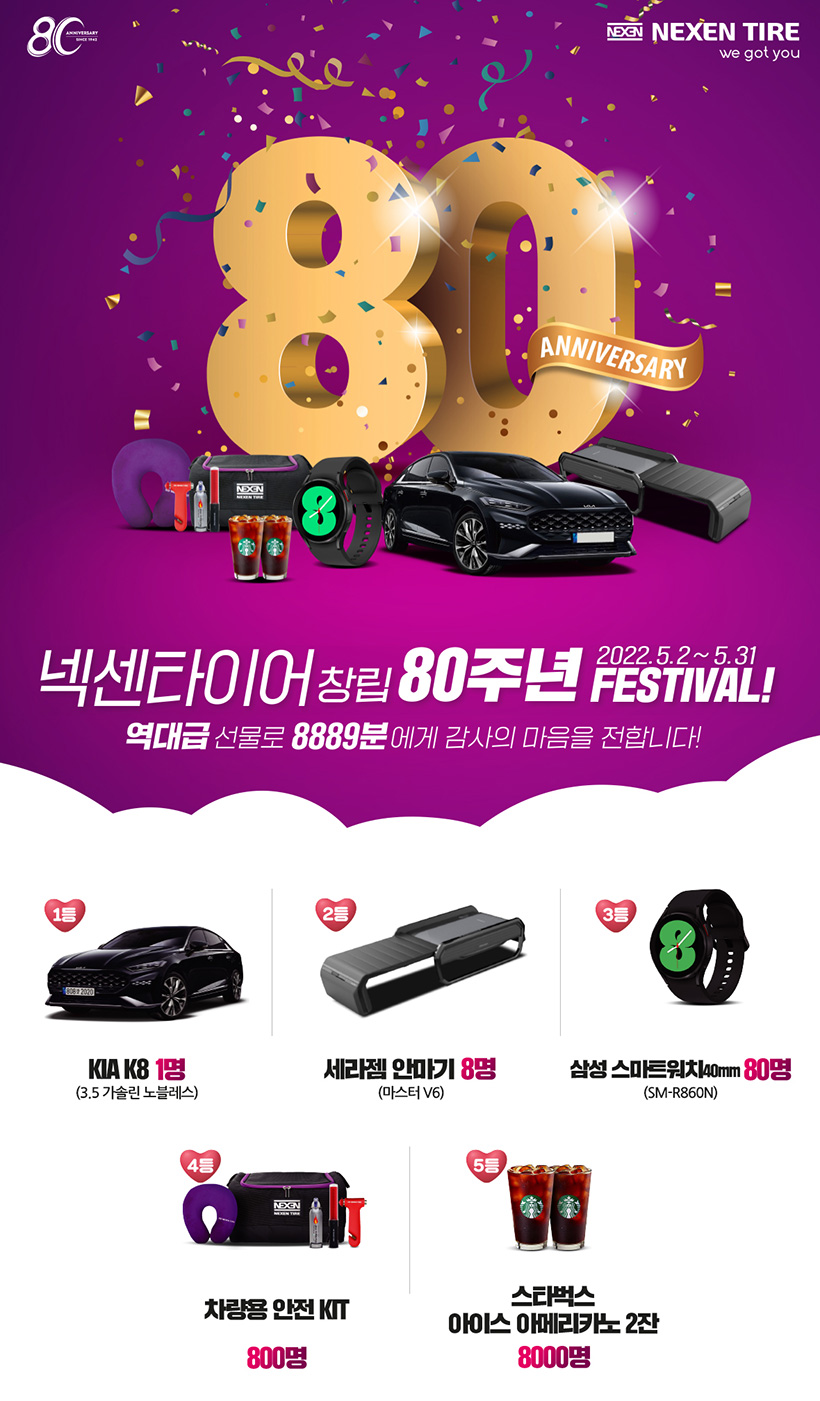 80 ANNIVERSARY
SINCE 1942
NEXEN NEXEN TIRE
we got you
80
ANNIVERSARY
NEXEN
NEXEN TIRE
넥센타이어 창립 80주년 2022.5.2 ~ 5.31
FESTIVAL!
역대급 선물로 8889분에게 감사의 마음을 전합니다!
1등
2등
3등
KIA K8 1명
(3.5 가솔린 노블레스)
세라젬 안마기 8명
(마스터 V6)
삼성 스마트워치40mm 80명
(SM-R860N)
4등
NEXEN
NEXEN TIRE
5등
차량용 안전 KIT
800명
스타벅스
아이스 아메리카노 2잔
8000명